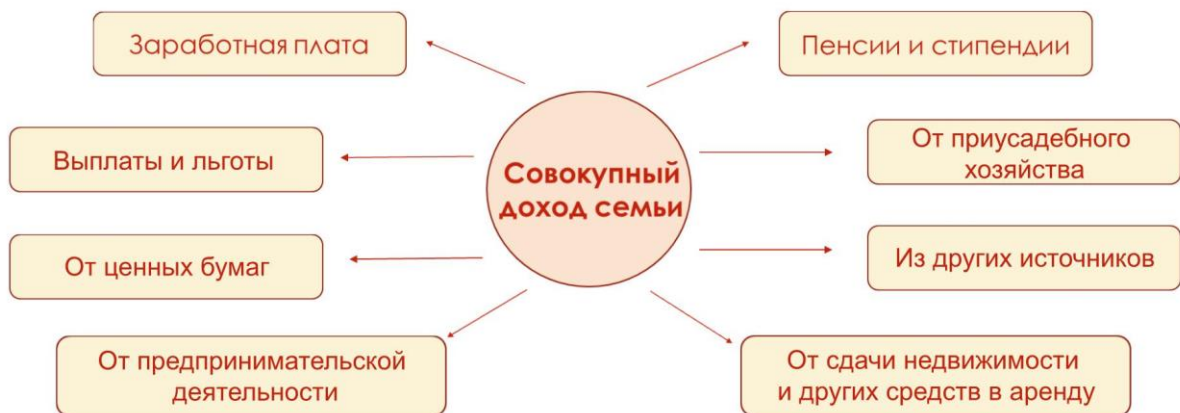 Заработная плата
Пенсии и стипендии
Выплаты и льготы
От приусадебного
хозяйства
Совокупный
доход семьи
От ценных бумаг
Из других источников
От предпринимательской
деятельности
От сдачи недвижимости
и других средств в аренду